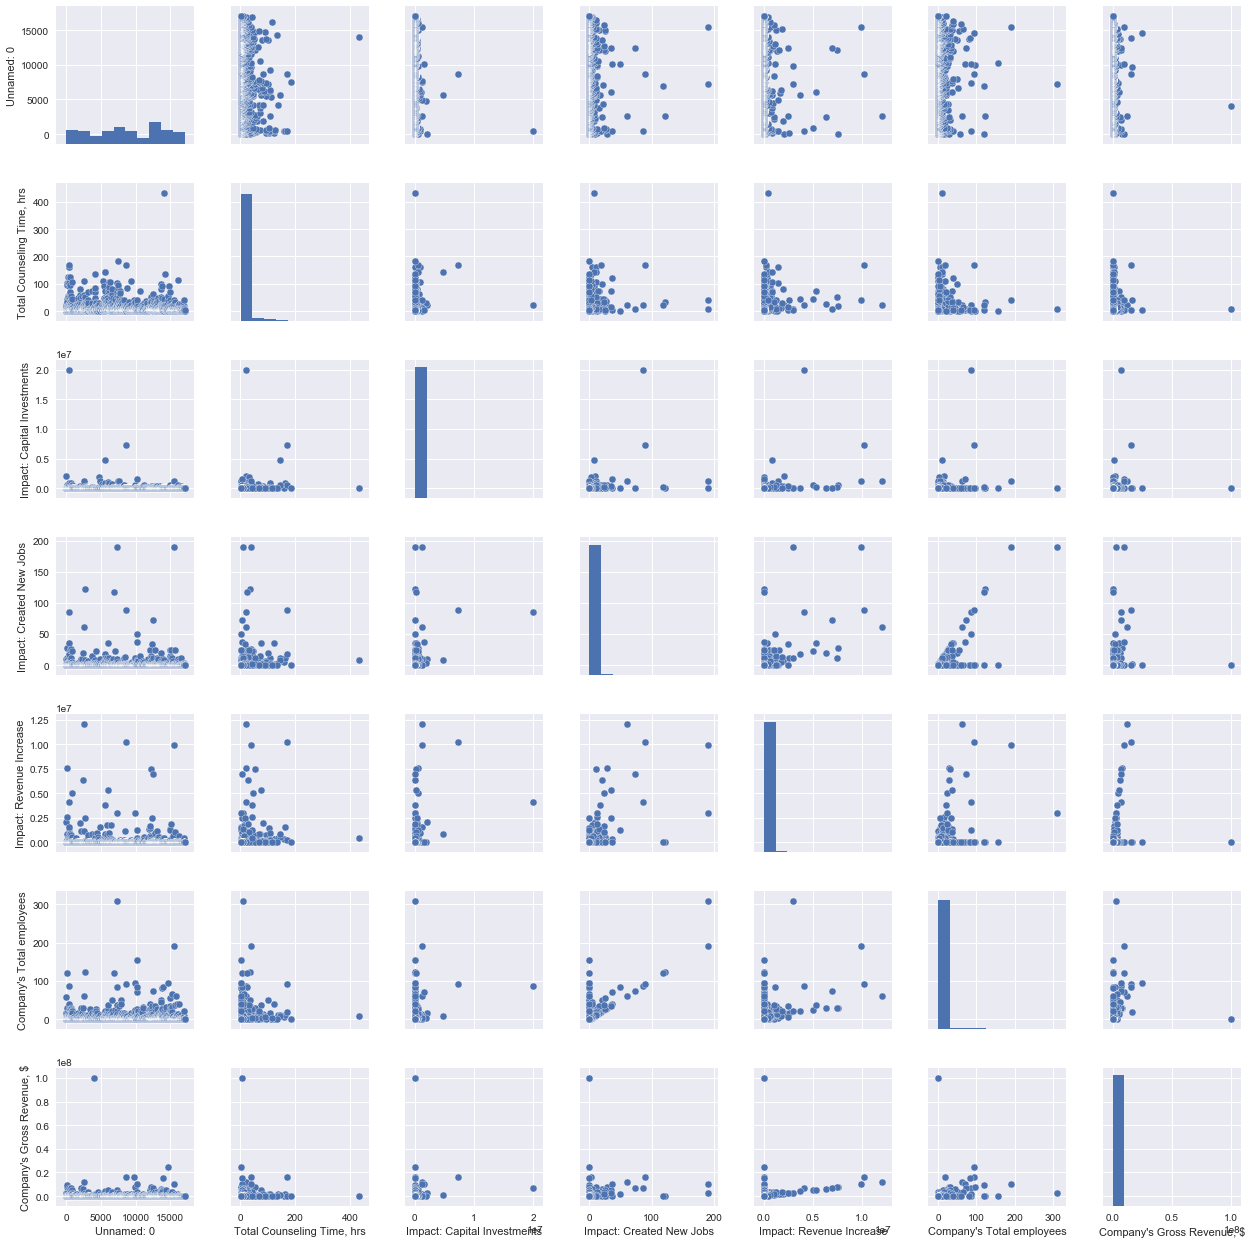 Unnamed: 0
15000
10000
5000
0
Total Counseling Time, hrs
400
300
200
100
0
1e7
Impact: Capital Investments
2.0
1.5
1.0
0.5
0.0
Impact: Created New Jobs
200
150
100
50
0
1e7
Impact: Revenue Increase
1.25
1.00
0.75
0.50
0.25
0.00
Company's Total employees
300
200
100
0
1e8
Company's Gross Revenue, $
1.0
0.8
0.6
0.4
0.2
0.0
0 5000 10000 15000
Unnamed: 0
0 200 400
Total Counseling Time, hrs
0 1 2
1e7
Impact: Capital Investments
0 100 200
Impact: Created New Jobs
0.0 0.5 1.0
1e7
Impact: Revenue Increase
0 100 200 300
Company's Total employees
0.0 0.5 1.0
1e8
Company's Gross Revenue, $